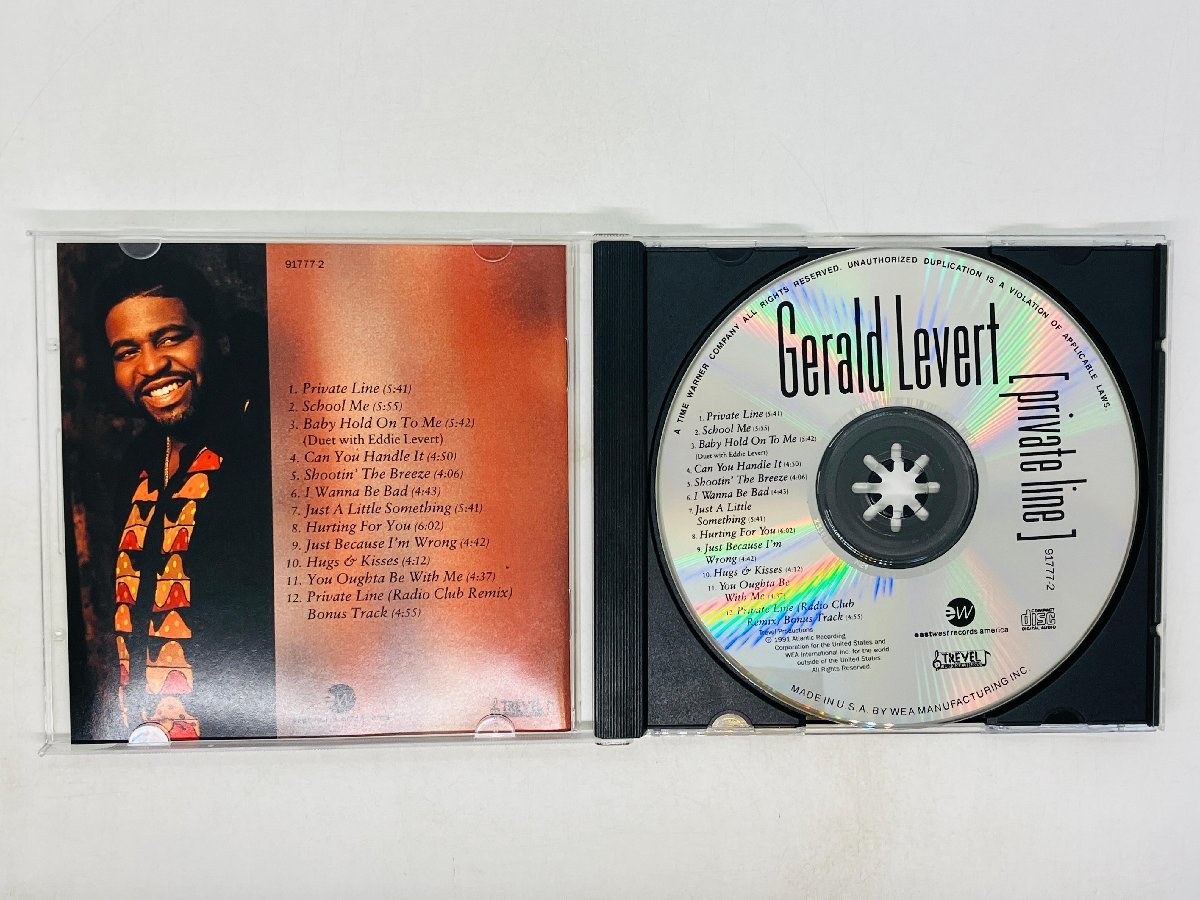 91777-2
1. Private Line (5:41)
2. School Me (5:55)
3. Baby Hold On To Me (5:42)
(Duet with Eddie Levert)
4. Can You Handle It (4:50)
5. Shootin' The Breeze (4:06)
6. I Wanna Be Bad (4:43)
7. Just A Little Something (5:41)
8. Hurting For You (6:02)
9. Just Because I'm Wrong (4:42)
10. Hugs & Kisses (4:12)
11. You Oughta Be With Me (4:37)
12. Private Line (Radio Club Remix)
Bonus Track (4:55)
TREVEL
A TIME WARNER COMPANY ALL RIGHTS RESERVED. UNAUTHORIZED DUPLICATION IS A VIOLATION OF APPLICABLE LAWS.
Gerald Levert
[private line]
91777-2
1. Private Line (5:41)
2. School Me (5:55)
3. Baby Hold On To Me (5:42)
(Duet with Eddie Levert)
4. Can You Handle It (4:50)
5. Shootin' The Breeze (4:06)
6. I Wanna Be Bad (4:43)
7. Just A Little
Something (5:41)
8. Hurting For You (6:02)
9. Just Because I'm
Wrong (4:42)
10. Hugs & Kisses (4:12)
11. You Oughta Be
With Me (4:37)
12. Private Line (Radio Club
Remix) Bonus Track (4:55)
Trevel Productions
© 1991 Atlantic Recording
Corporation for the United States and
WEA International Inc. for the world
outside of the United States.
All Rights Reserved.
ew
eastwest records america
COMPACT
disc
DIGITAL AUDIO
TREVEL
MADE IN U.S.A. BY WEA MANUFACTURING INC.